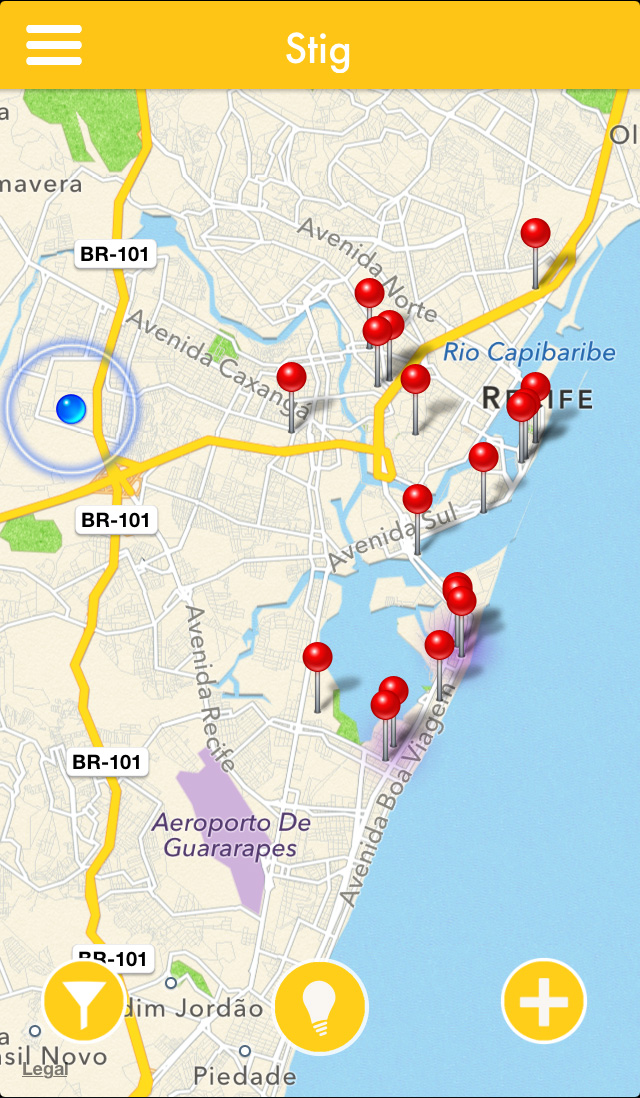 Stig
a
Ol
mavera
BR-101
Avenida Norte
Avenida Caxangá
Rio Capibaribe
RECIFE
BR-101
Avenida Sul
Avenida Recife
Avenida Boa Viagem
BR-101
Aeroporto De
Guararapes
BR-101
dim Jordão
a
sil Novo
Legal
Piedade